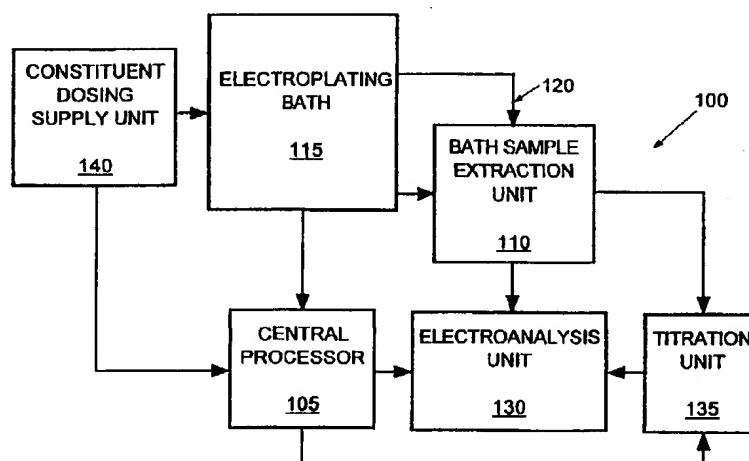 CONSTITUENT
DOSING
SUPPLY UNIT
140
ELECTROPLATING
BATH
115
120
100
BATH SAMPLE
EXTRACTION
UNIT
110
CENTRAL
PROCESSOR
105
ELECTROANALYSIS
UNIT
130
TITRATION
UNIT
135